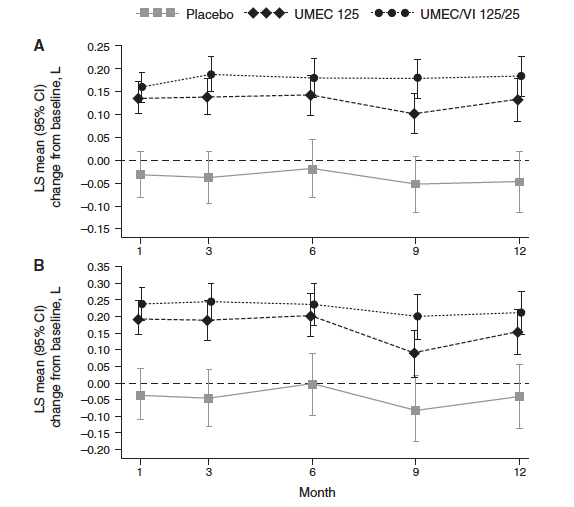 Placebo UMEC 125 UMEC/VI 125/25
A
LS mean (95% CI)
change from baseline, L
0.25
0.20
0.15
0.10
0.05
0.00
–0.05
–0.10
–0.15
1 3 6 9 12
B
LS mean (95% CI)
change from baseline, L
0.35
0.30
0.25
0.20
0.15
0.10
0.05
0.00
–0.05
–0.10
–0.15
–0.20
1 3 6 9 12
Month